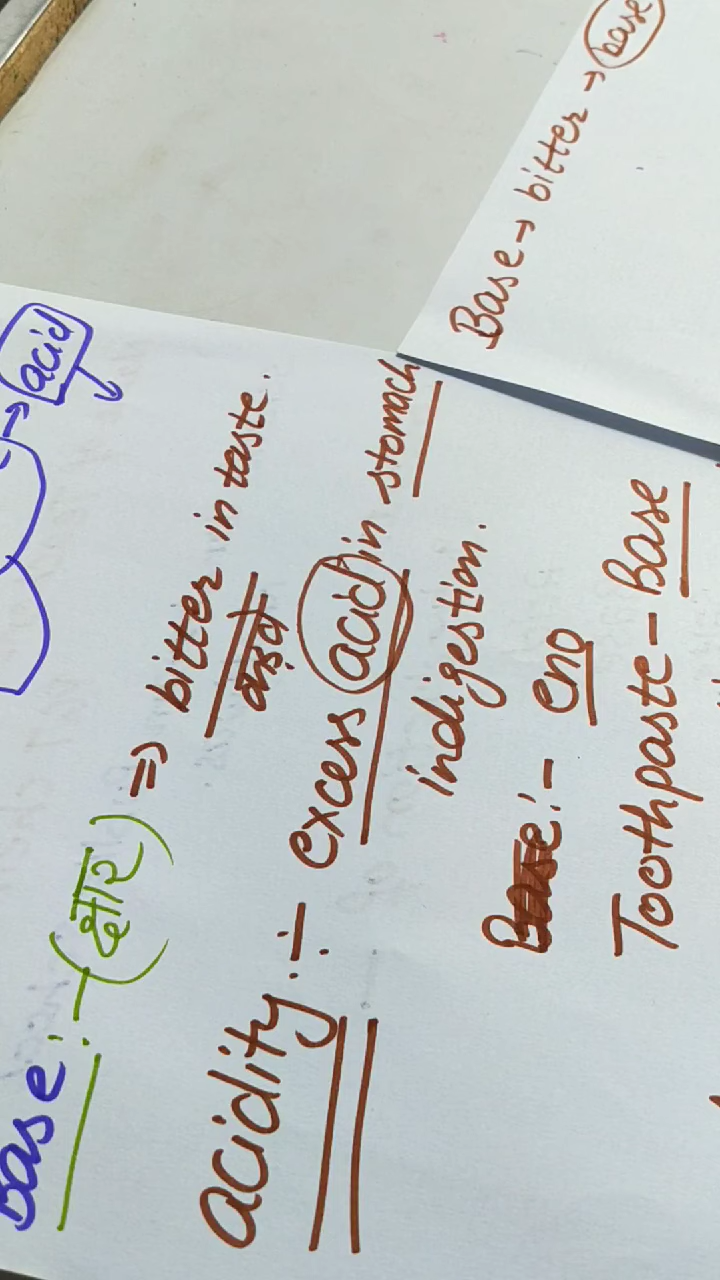 → acid
Base :- (क्षार) ⇒ bitter in taste.
कड़वे
acidity :- excess acid in stomach
indigestion.
Base :- eno
Toothpaste - Base
Base → bitter → base